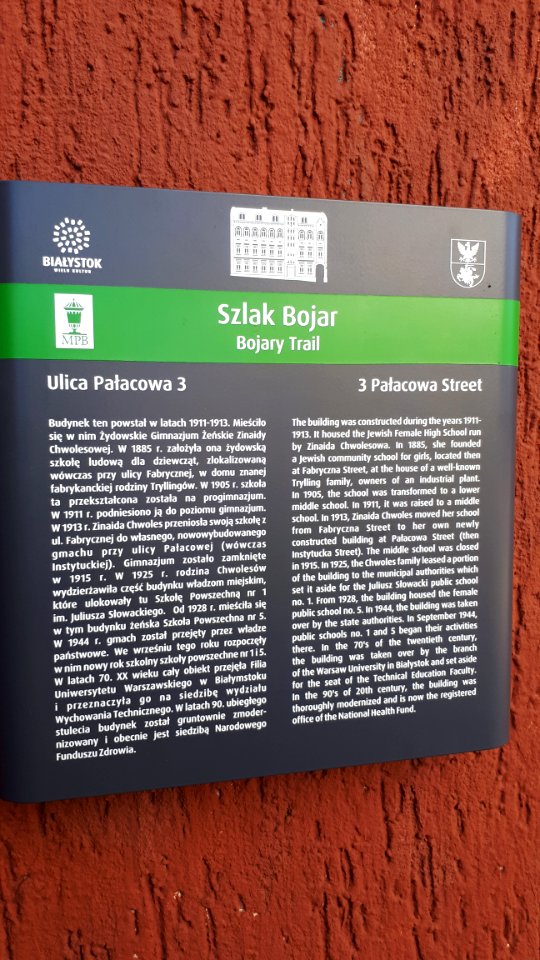 BIAŁYSTOK
WIELU KULTUR
MPB
Szlak Bojar
Bojary Trail
Ulica Pałacowa 3
Budynek ten powstał w latach 1911-1913. Mieściło
się w nim Żydowskie Gimnazjum Żeńskie Zinaidy
Chwolesowej. W 1885 r. założyła ona żydowską
szkołę ludową dla dziewcząt, zlokalizowaną
wówczas przy ulicy Fabrycznej, w domu znanej
fabrykanckiej rodziny Tryllingów. W 1905 r. szkoła
ta przekształcona została na progimnazjum.
W 1911 r. podniesiono ją do poziomu gimnazjum.
W 1913 r. Zinaida Chwoles przeniosła swoją szkołę z
ul. Fabrycznej do własnego, nowowybudowanego
gmachu przy ulicy Pałacowej (wówczas
Instytuckiej). Gimnazjum zostało zamknięte
w 1915 r. W 1925 r. rodzina Chwolesów
wydzierżawiła część budynku władzom miejskim,
które ulokowały tu Szkołę Powszechną nr 1
im. Juliusza Słowackiego. Od 1928 r. mieściła się
w tym budynku żeńska Szkoła Powszechna nr 5.
W 1944 r. gmach został przejęty przez władze
państwowe. We wrześniu tego roku rozpoczęły
w nim nowy rok szkolny szkoły powszechne nr 1 i 5.
W latach 70. XX wieku cały obiekt przejęła Filia
Uniwersytetu Warszawskiego w Białymstoku
i przeznaczyła go na siedzibę wydziału
Wychowania Technicznego. W latach 90. ubiegłego
stulecia budynek został gruntownie zmoder-
nizowany i obecnie jest siedzibą Narodowego
Funduszu Zdrowia.
3 Pałacowa Street
The building was constructed during the years 1911-
1913. It housed the Jewish Female High School run
by Zinaida Chwolesowa. In 1885, she founded
a Jewish community school for girls, located then
at Fabryczna Street, at the house of a well-known
Trylling family, owners of an industrial plant.
In 1905, the school was transformed to a lower
middle school. In 1911, it was raised to a middle
school. In 1913, Zinaida Chwoles moved her school
from Fabryczna Street to her own newly
constructed building at Pałacowa Street (then
Instytucka Street). The middle school was closed
in 1915. In 1925, the Chwoles family leased a portion
of the building to the municipal authorities which
set it aside for the Juliusz Słowacki public school
no. 1. From 1928, the building housed the female
public school no. 5. In 1944, the building was taken
over by the state authorities. In September 1944,
public schools no. 1 and 5 began their activities
there. In the 70's of the twentieth century,
the building was taken over by the branch
of the Warsaw University in Białystok and set aside
for the seat of the Technical Education Faculty.
In the 90's of 20th century, the building was
thoroughly modernized and is now the registered
office of the National Health Fund.